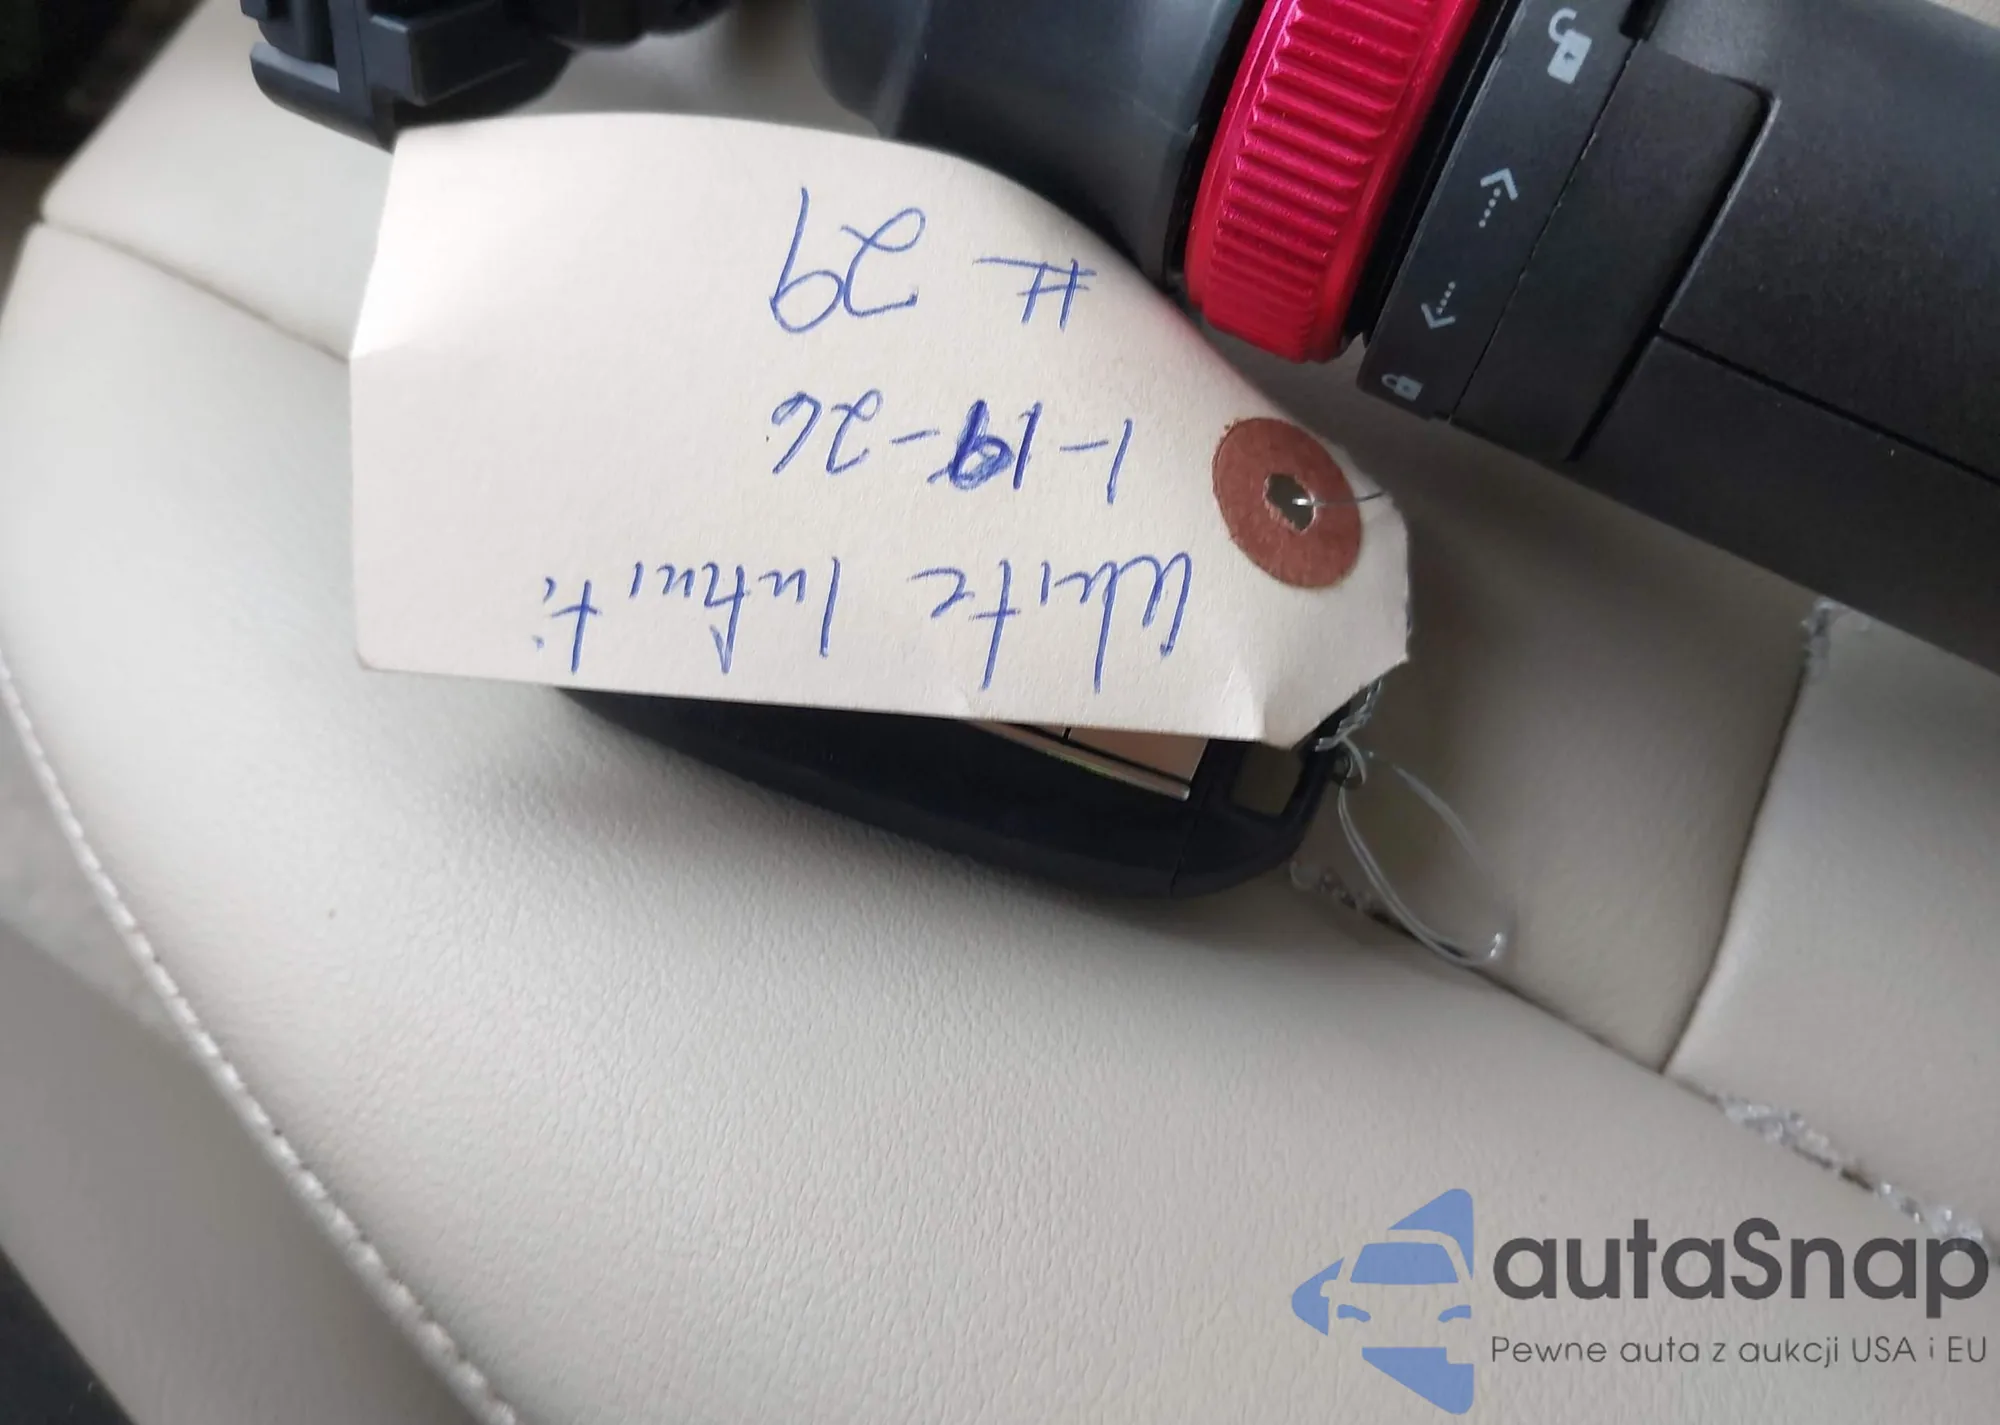 White Infiniti
1-19-26
# 29
autaSnap
Pewne auta z aukcji USA i EU